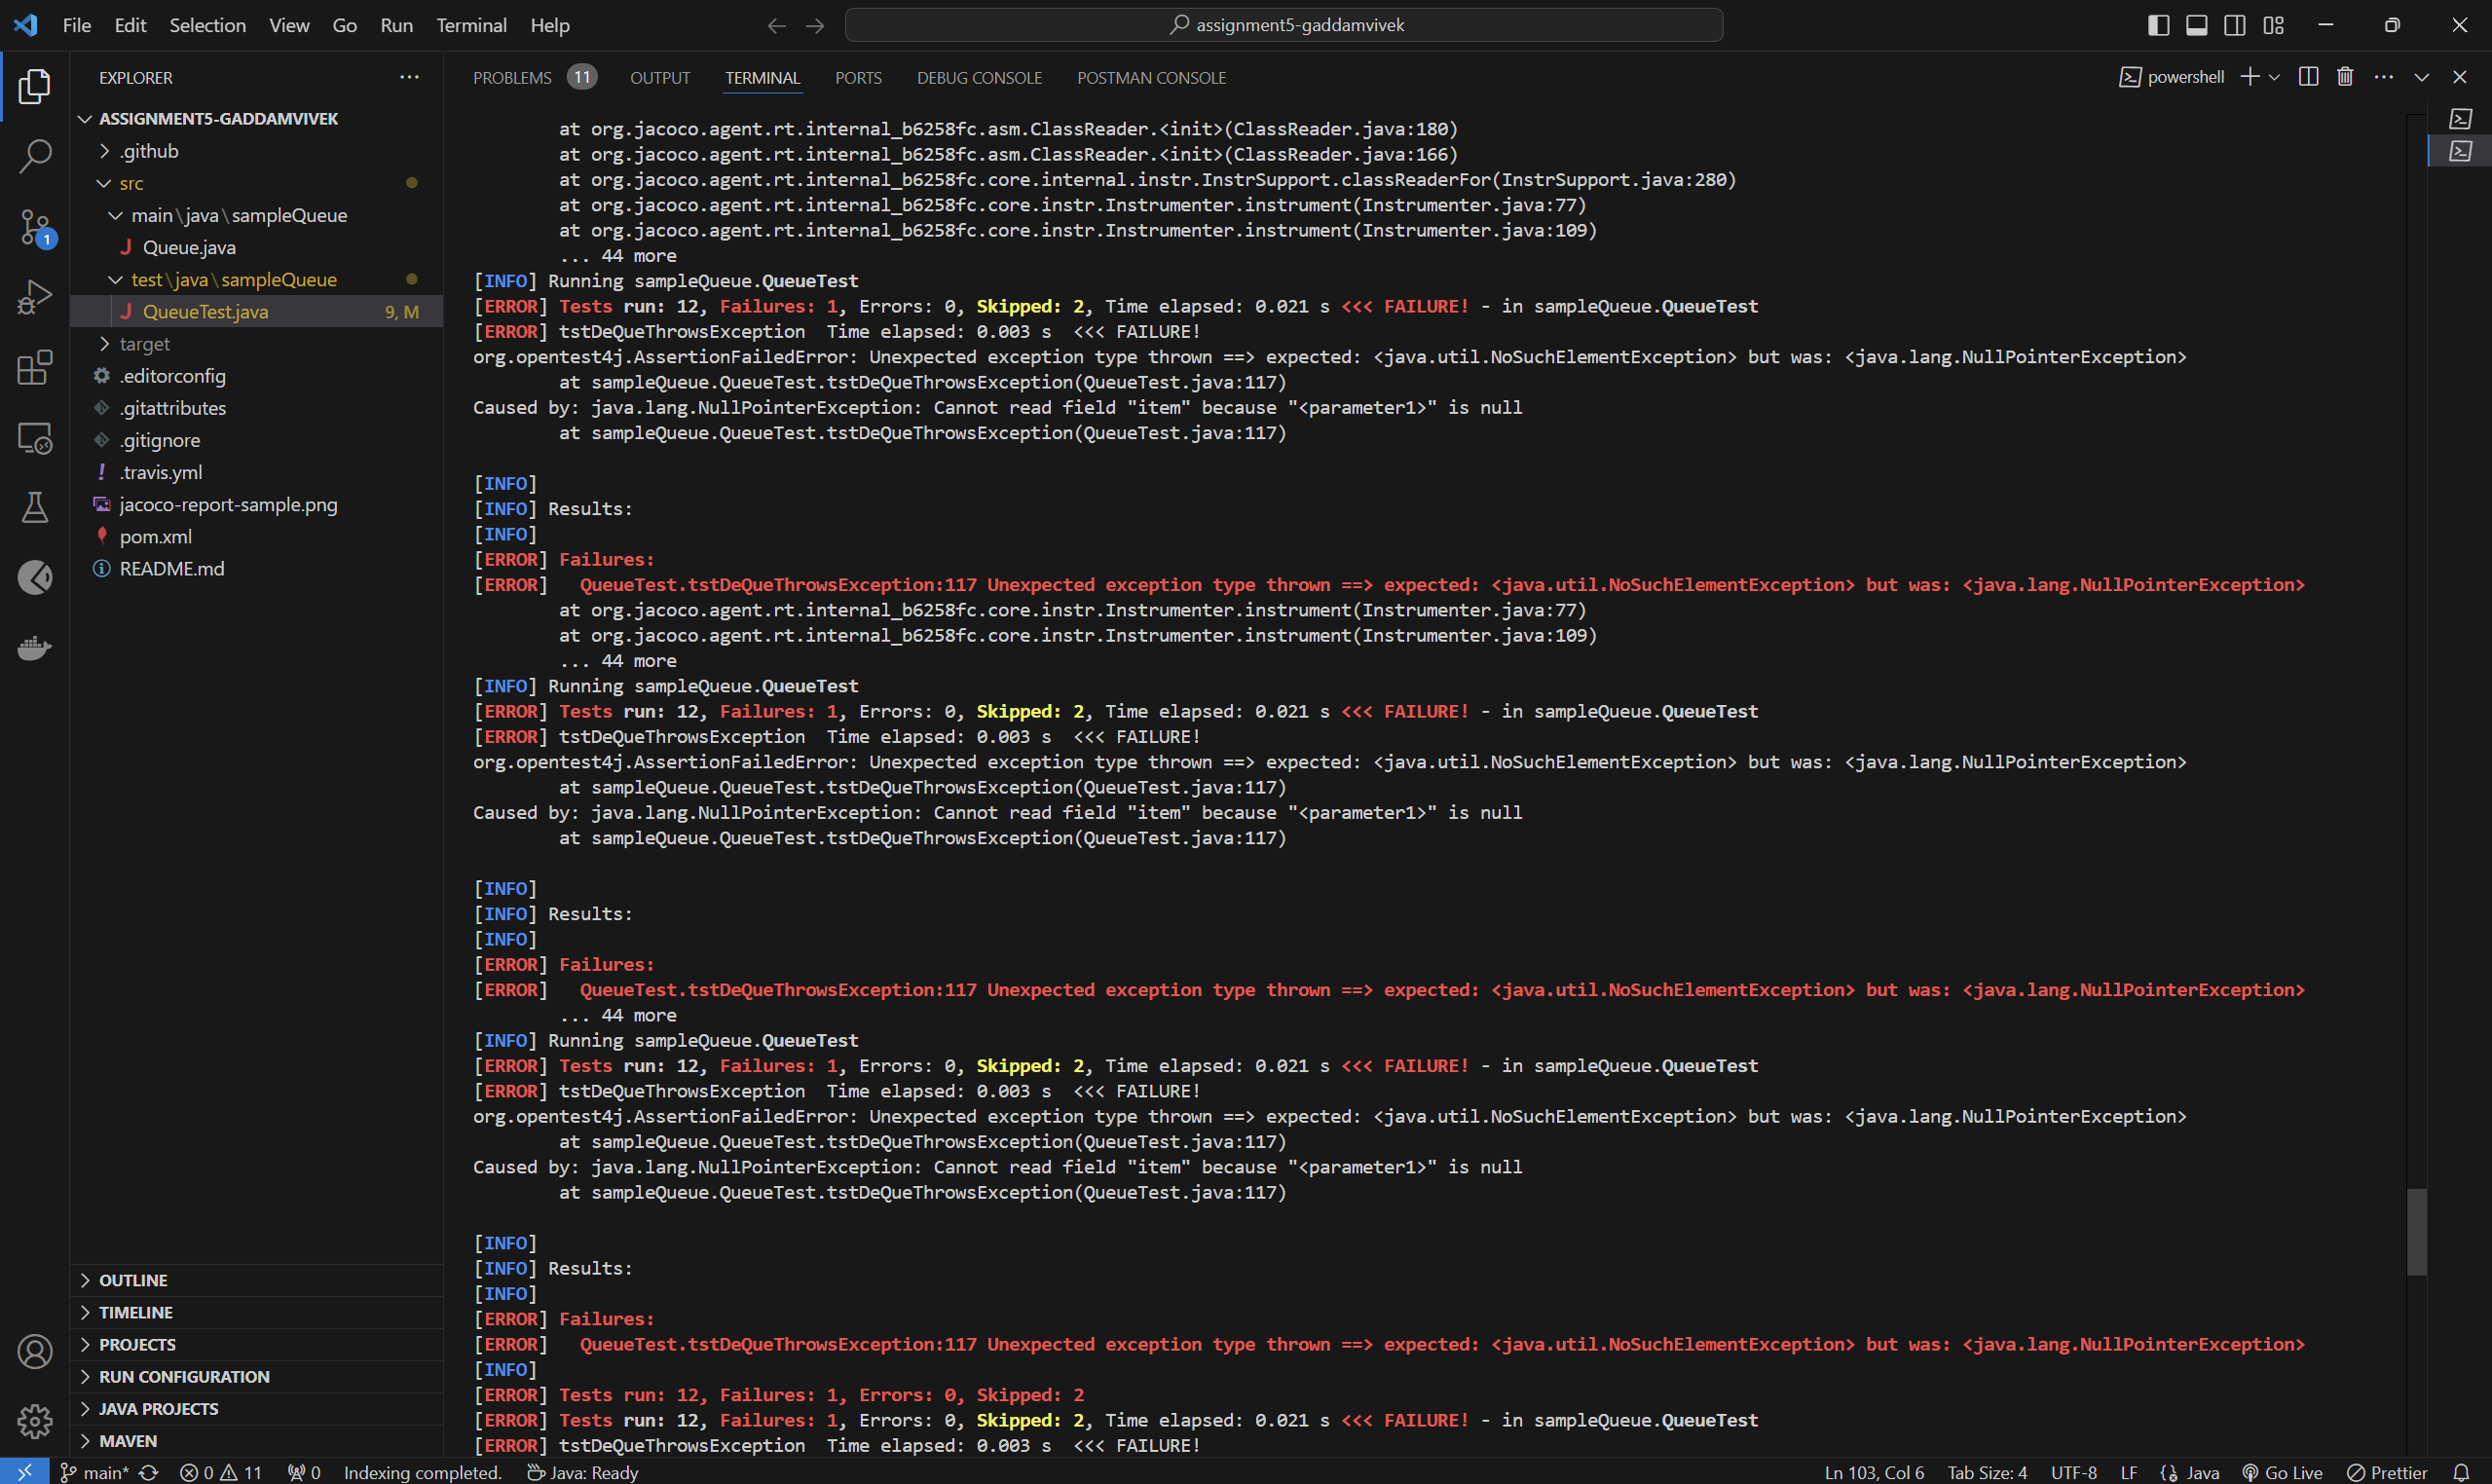 File Edit Selection View Go Run Terminal Help
assignment5-gaddamvivek
EXPLORER
ASSIGNMENT5-GADDAMVIVEK
.github
src
main\java\sampleQueue
Queue.java
test\java\sampleQueue
QueueTest.java 9, M
target
.editorconfig
.gitattributes
.gitignore
.travis.yml
jacoco-report-sample.png
pom.xml
README.md
OUTLINE
TIMELINE
PROJECTS
RUN CONFIGURATION
JAVA PROJECTS
MAVEN
1
PROBLEMS 11 OUTPUT TERMINAL PORTS DEBUG CONSOLE POSTMAN CONSOLE
powershell
at org.jacoco.agent.rt.internal_b6258fc.asm.ClassReader.<init>(ClassReader.java:180)
at org.jacoco.agent.rt.internal_b6258fc.asm.ClassReader.<init>(ClassReader.java:166)
at org.jacoco.agent.rt.internal_b6258fc.core.internal.instr.InstrSupport.classReaderFor(InstrSupport.java:280)
at org.jacoco.agent.rt.internal_b6258fc.core.instr.Instrumenter.instrument(Instrumenter.java:77)
at org.jacoco.agent.rt.internal_b6258fc.core.instr.Instrumenter.instrument(Instrumenter.java:109)
... 44 more
[INFO] Running sampleQueue.QueueTest
[ERROR] Tests run: 12, Failures: 1, Errors: 0, Skipped: 2, Time elapsed: 0.021 s <<< FAILURE! - in sampleQueue.QueueTest
[ERROR] tstDeQueThrowsException  Time elapsed: 0.003 s  <<< FAILURE!
org.opentest4j.AssertionFailedError: Unexpected exception type thrown ==> expected: <java.util.NoSuchElementException> but was: <java.lang.NullPointerException>
at sampleQueue.QueueTest.tstDeQueThrowsException(QueueTest.java:117)
Caused by: java.lang.NullPointerException: Cannot read field "item" because "<parameter1>" is null
at sampleQueue.QueueTest.tstDeQueThrowsException(QueueTest.java:117)
[INFO]
[INFO] Results:
[INFO]
[ERROR] Failures:
[ERROR]   QueueTest.tstDeQueThrowsException:117 Unexpected exception type thrown ==> expected: <java.util.NoSuchElementException> but was: <java.lang.NullPointerException>
at org.jacoco.agent.rt.internal_b6258fc.core.instr.Instrumenter.instrument(Instrumenter.java:77)
at org.jacoco.agent.rt.internal_b6258fc.core.instr.Instrumenter.instrument(Instrumenter.java:109)
... 44 more
[INFO] Running sampleQueue.QueueTest
[ERROR] Tests run: 12, Failures: 1, Errors: 0, Skipped: 2, Time elapsed: 0.021 s <<< FAILURE! - in sampleQueue.QueueTest
[ERROR] tstDeQueThrowsException  Time elapsed: 0.003 s  <<< FAILURE!
org.opentest4j.AssertionFailedError: Unexpected exception type thrown ==> expected: <java.util.NoSuchElementException> but was: <java.lang.NullPointerException>
at sampleQueue.QueueTest.tstDeQueThrowsException(QueueTest.java:117)
Caused by: java.lang.NullPointerException: Cannot read field "item" because "<parameter1>" is null
at sampleQueue.QueueTest.tstDeQueThrowsException(QueueTest.java:117)
[INFO]
[INFO] Results:
[INFO]
[ERROR] Failures:
[ERROR]   QueueTest.tstDeQueThrowsException:117 Unexpected exception type thrown ==> expected: <java.util.NoSuchElementException> but was: <java.lang.NullPointerException>
... 44 more
[INFO] Running sampleQueue.QueueTest
[ERROR] Tests run: 12, Failures: 1, Errors: 0, Skipped: 2, Time elapsed: 0.021 s <<< FAILURE! - in sampleQueue.QueueTest
[ERROR] tstDeQueThrowsException  Time elapsed: 0.003 s  <<< FAILURE!
org.opentest4j.AssertionFailedError: Unexpected exception type thrown ==> expected: <java.util.NoSuchElementException> but was: <java.lang.NullPointerException>
at sampleQueue.QueueTest.tstDeQueThrowsException(QueueTest.java:117)
Caused by: java.lang.NullPointerException: Cannot read field "item" because "<parameter1>" is null
at sampleQueue.QueueTest.tstDeQueThrowsException(QueueTest.java:117)
[INFO]
[INFO] Results:
[INFO]
[ERROR] Failures:
[ERROR]   QueueTest.tstDeQueThrowsException:117 Unexpected exception type thrown ==> expected: <java.util.NoSuchElementException> but was: <java.lang.NullPointerException>
[INFO]
[ERROR] Tests run: 12, Failures: 1, Errors: 0, Skipped: 2
[ERROR] Tests run: 12, Failures: 1, Errors: 0, Skipped: 2, Time elapsed: 0.021 s <<< FAILURE! - in sampleQueue.QueueTest
[ERROR] tstDeQueThrowsException  Time elapsed: 0.003 s  <<< FAILURE!
main* 0 11 0 Indexing completed. Java: Ready Ln 103, Col 6 Tab Size: 4 UTF-8 LF Java Go Live Prettier